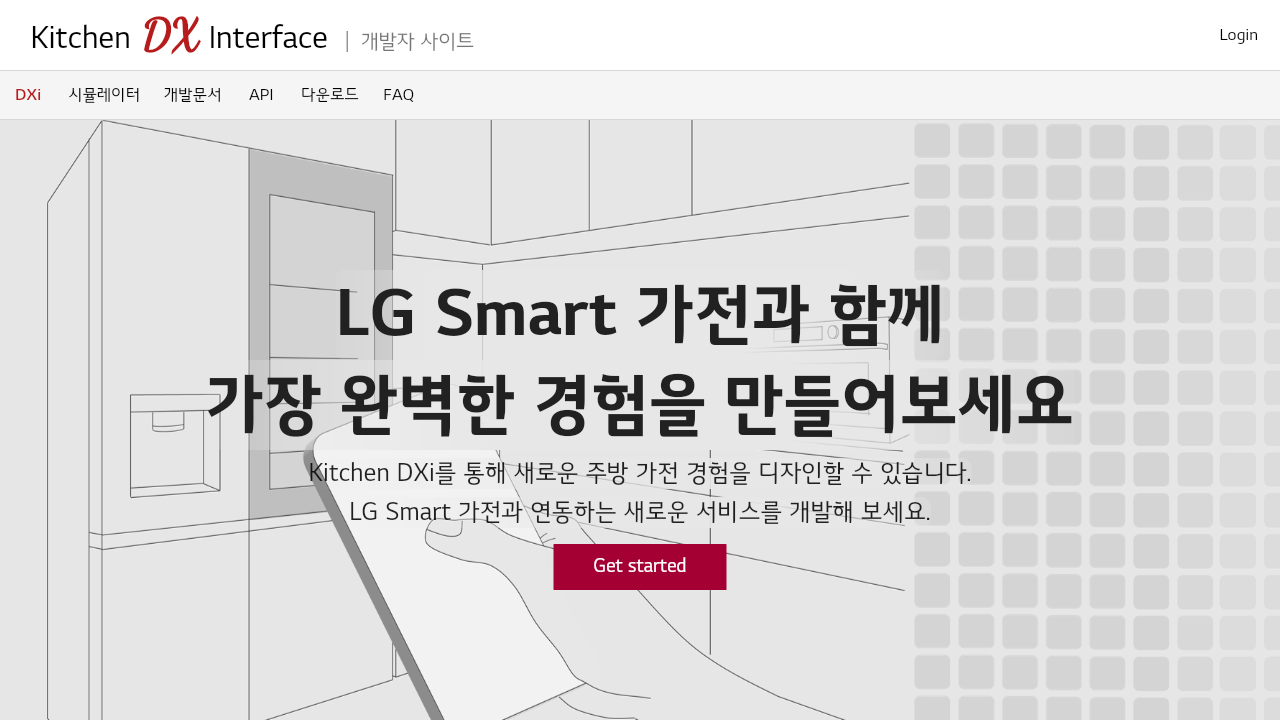 Kitchen DX Interface | 개발자 사이트
Login
DXi 시뮬레이터 개발문서 API 다운로드 FAQ
LG Smart 가전과 함께
가장 완벽한 경험을 만들어보세요
Kitchen DXi를 통해 새로운 주방 가전 경험을 디자인할 수 있습니다.
LG Smart 가전과 연동하는 새로운 서비스를 개발해 보세요.
Get started